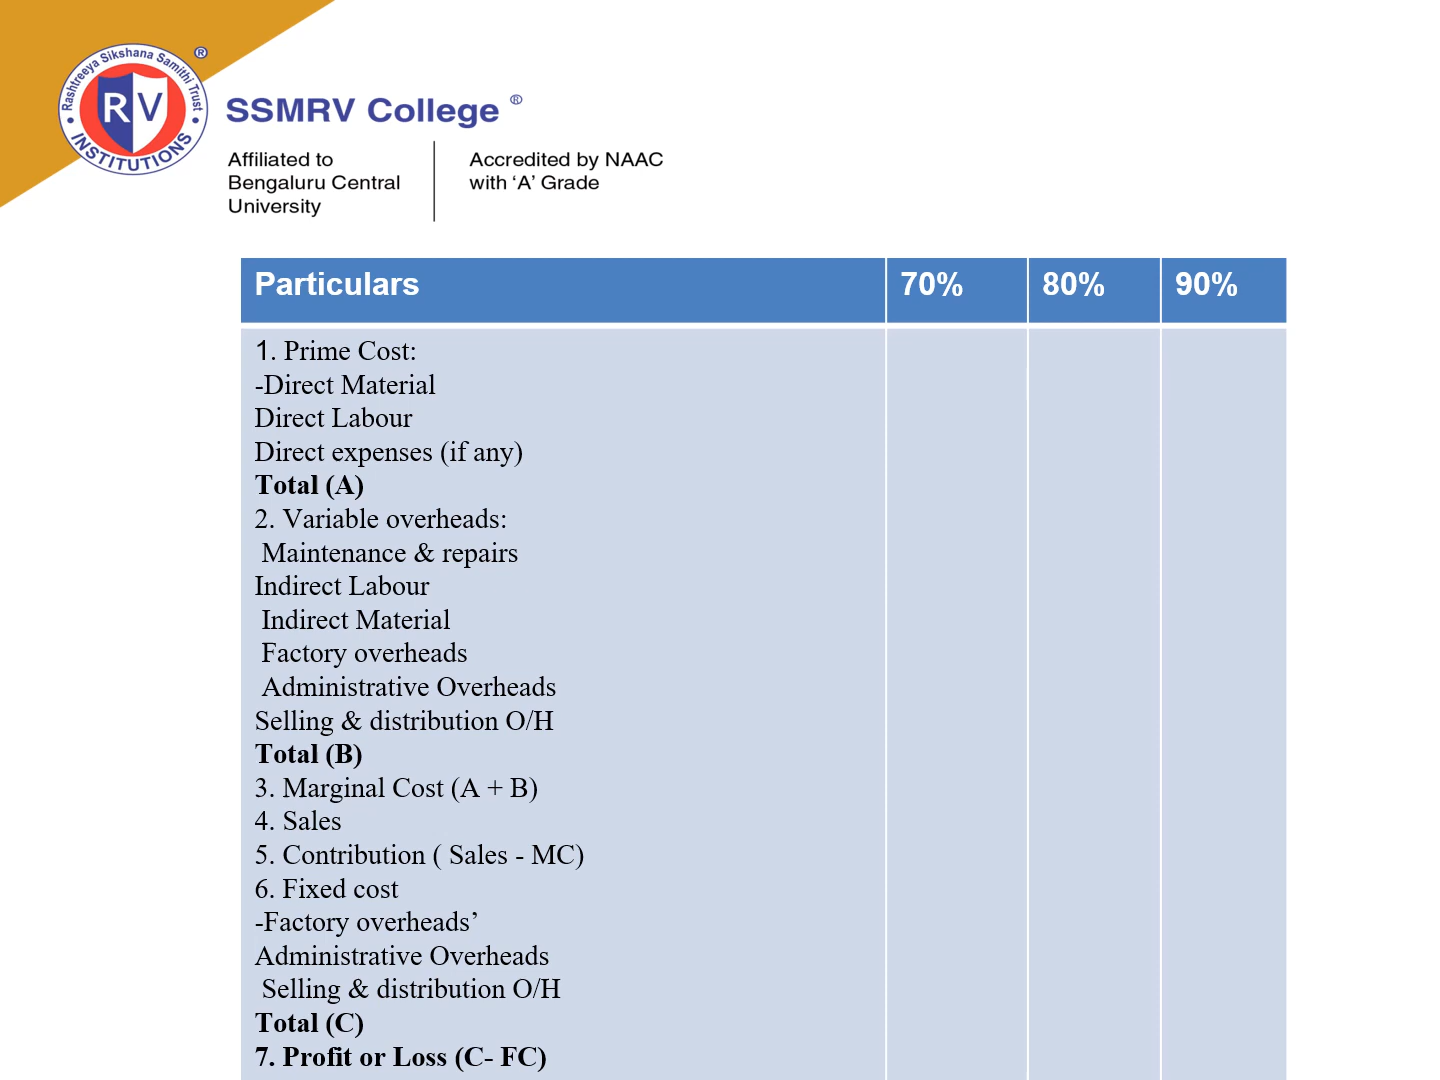 Rashtreeya Sikshana Samithi Trust
®
RV
• INSTITUTIONS •
SSMRV College ®
Affiliated to
Bengaluru Central
University
Accredited by NAAC
with ‘A’ Grade
Particulars 70% 80% 90%
1. Prime Cost:
-Direct Material
Direct Labour
Direct expenses (if any)
Total (A)
2. Variable overheads:
Maintenance & repairs
Indirect Labour
Indirect Material
Factory overheads
Administrative Overheads
Selling & distribution O/H
Total (B)
3. Marginal Cost (A + B)
4. Sales
5. Contribution ( Sales - MC)
6. Fixed cost
-Factory overheads’
Administrative Overheads
Selling & distribution O/H
Total (C)
7. Profit or Loss (C- FC)